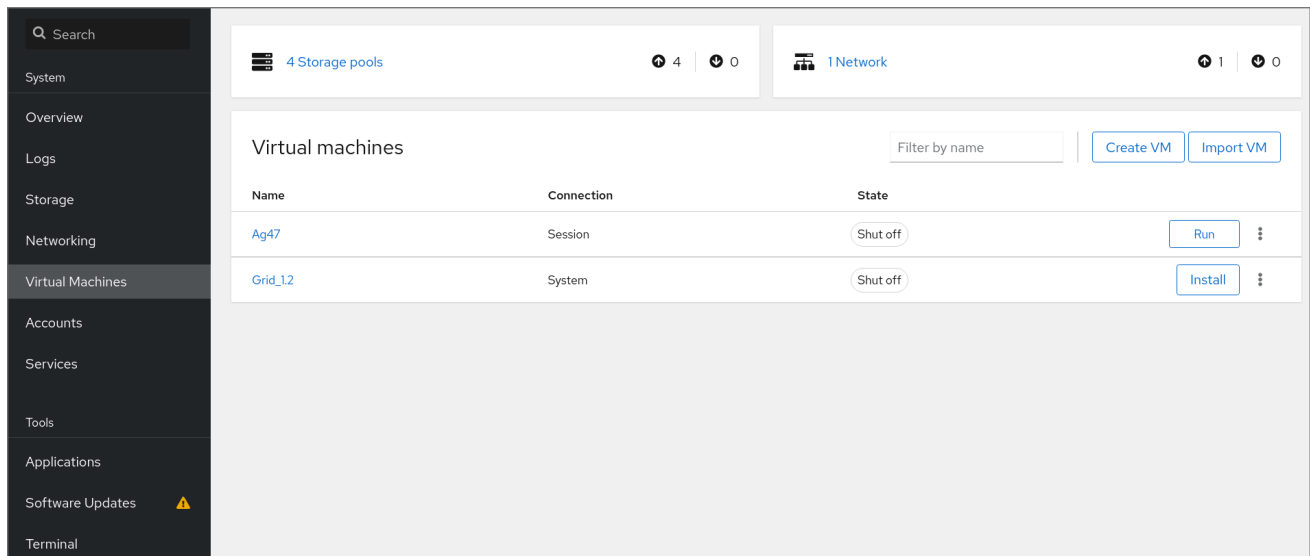 Search
System
Overview
Logs
Storage
Networking
Virtual Machines
Accounts
Services
Tools
Applications
Software Updates
Terminal
4 Storage pools 4 0
1 Network 1 0
Virtual machines Filter by name Create VM Import VM
Name Connection State
Ag47 Session Shut off Run
Grid_1.2 System Shut off Install